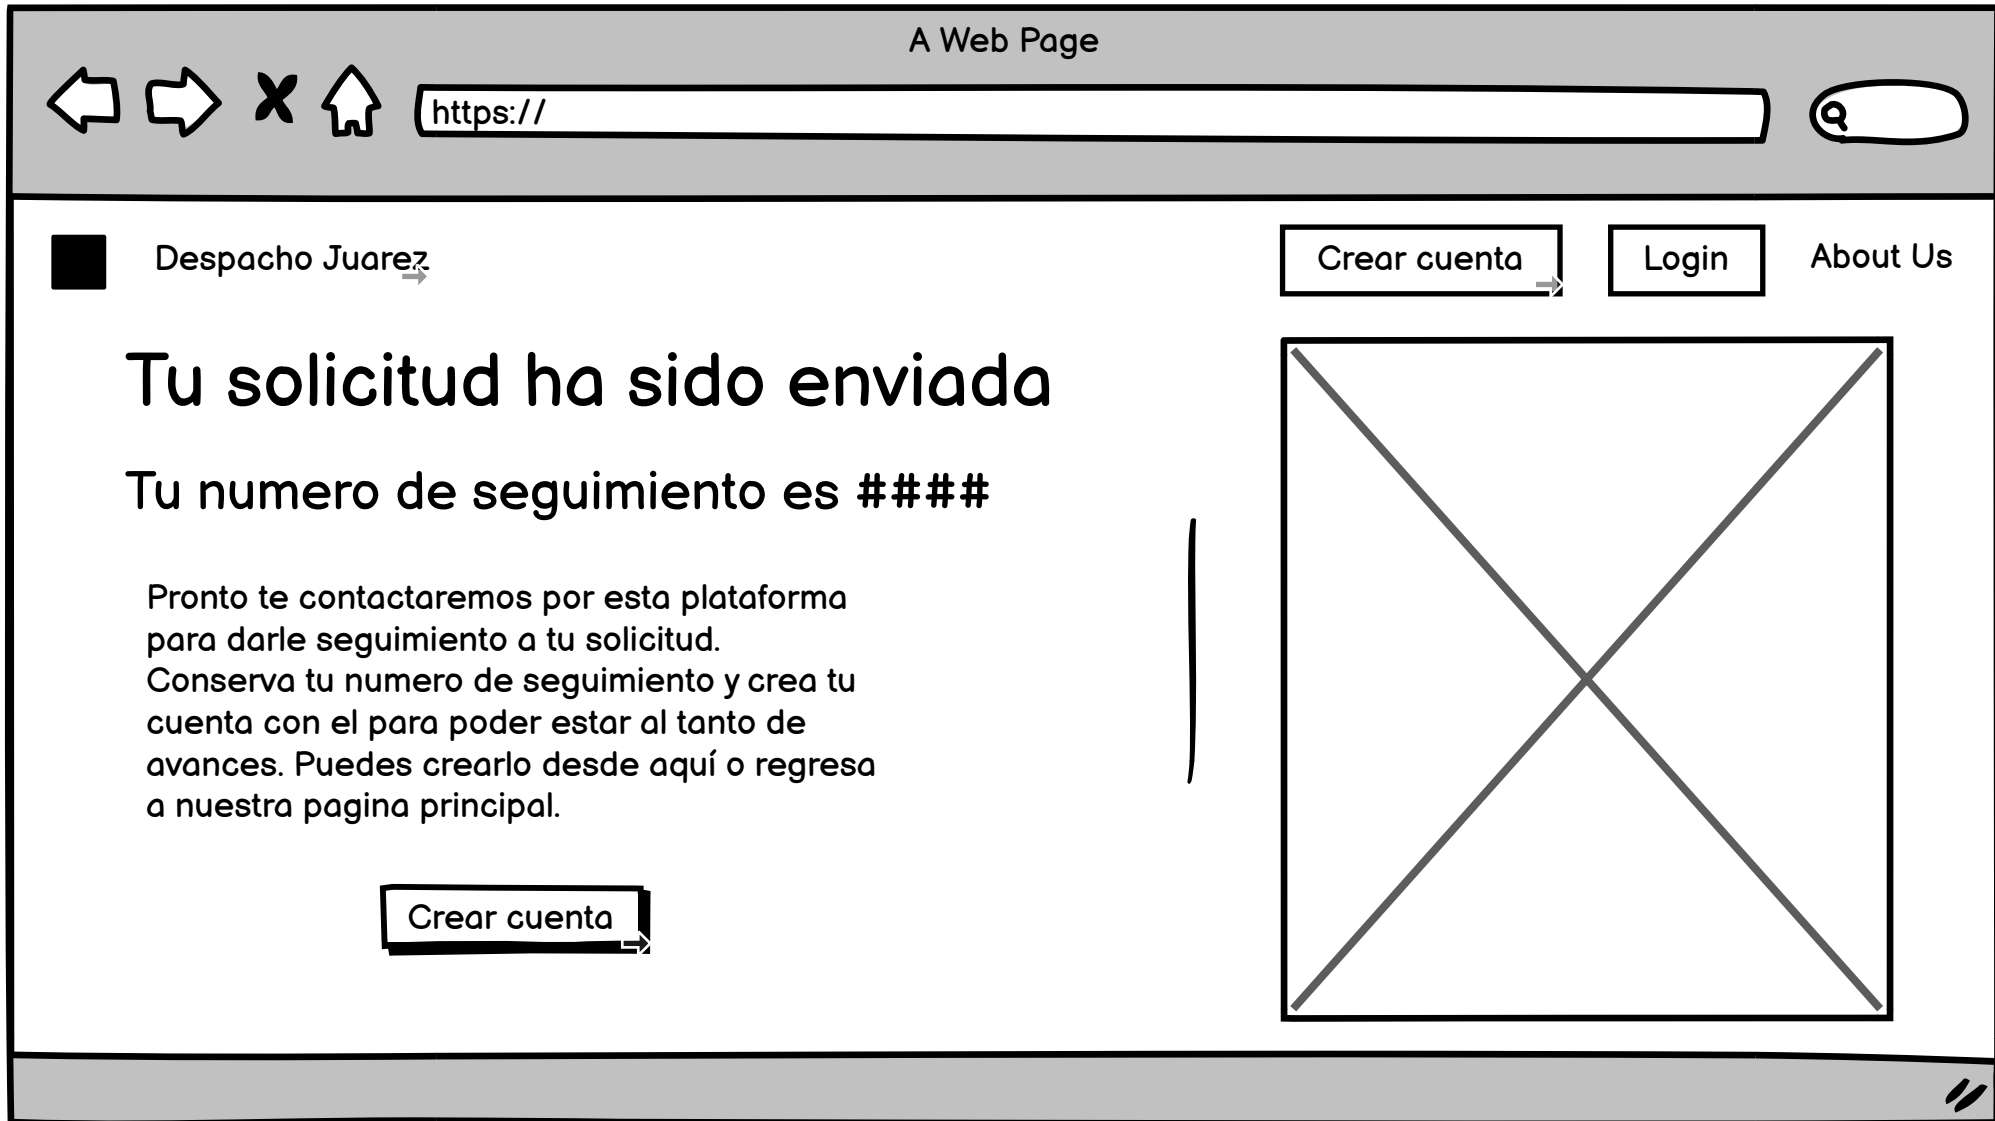 A Web Page
https://
Despacho Juarez
Crear cuenta
Login
About Us
Tu solicitud ha sido enviada
Tu numero de seguimiento es ####
Pronto te contactaremos por esta plataforma
para darle seguimiento a tu solicitud.
Conserva tu numero de seguimiento y crea tu
cuenta con el para poder estar al tanto de
avances. Puedes crearlo desde aquí o regresa
a nuestra pagina principal.
Crear cuenta